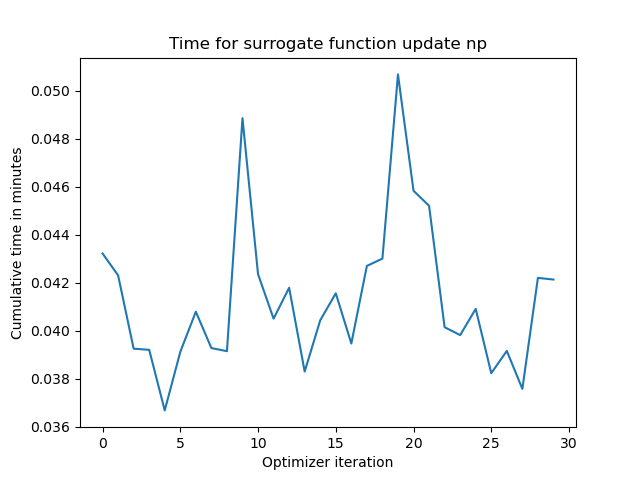 Time for surrogate function update np
Cumulative time in minutes
0.050
0.048
0.046
0.044
0.042
0.040
0.038
0.036
0 5 10 15 20 25 30
Optimizer iteration